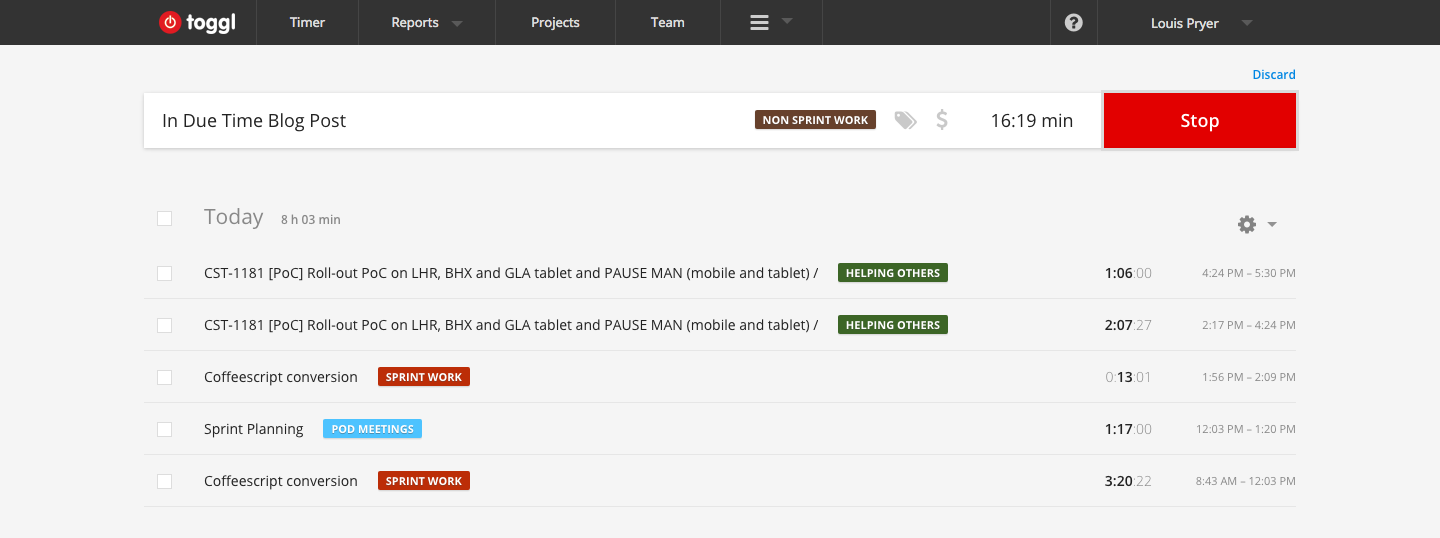 toggl Timer Reports Projects Team ? Louis Pryer
Discard
In Due Time Blog Post NON SPRINT WORK $ 16:19 min Stop
Today 8 h 03 min
CST-1181 [PoC] Roll-out PoC on LHR, BHX and GLA tablet and PAUSE MAN (mobile and tablet) / HELPING OTHERS 1:06:00 4:24 PM – 5:30 PM
CST-1181 [PoC] Roll-out PoC on LHR, BHX and GLA tablet and PAUSE MAN (mobile and tablet) / HELPING OTHERS 2:07:27 2:17 PM – 4:24 PM
Coffeescript conversion SPRINT WORK 0:13:01 1:56 PM – 2:09 PM
Sprint Planning POD MEETINGS 1:17:00 12:03 PM – 1:20 PM
Coffeescript conversion SPRINT WORK 3:20:22 8:43 AM – 12:03 PM